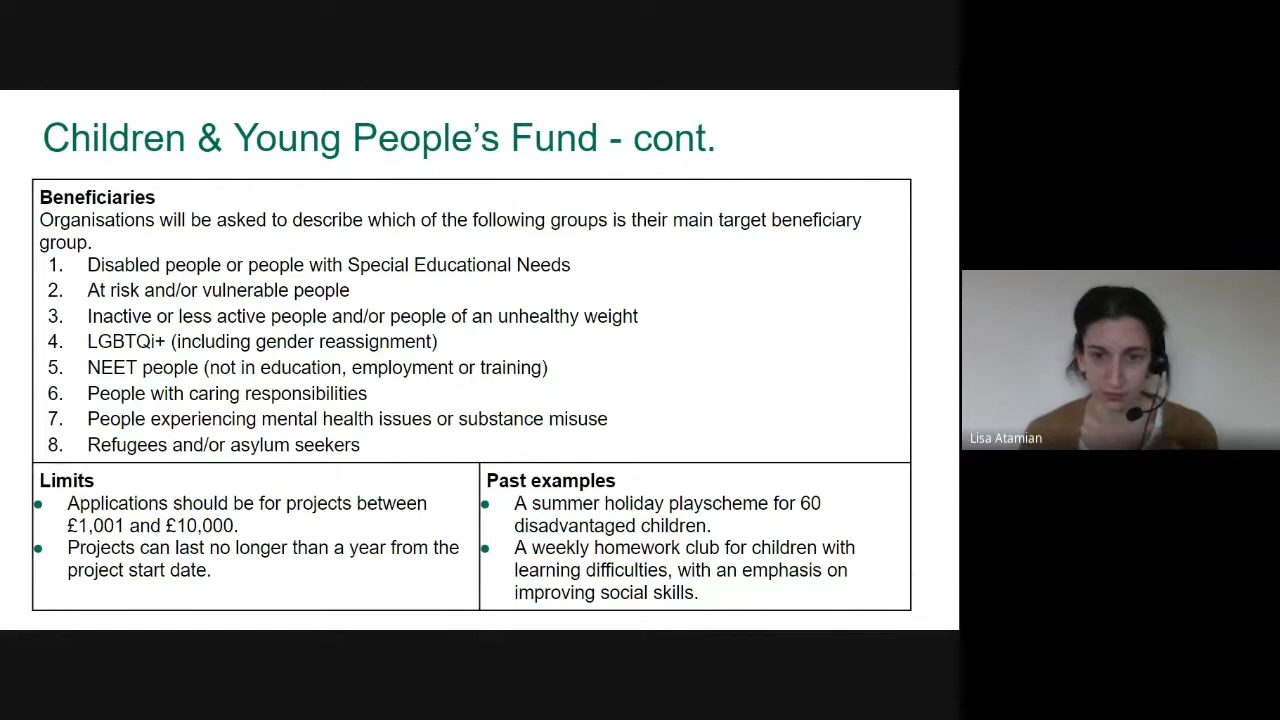 Children & Young People's Fund - cont.
Beneficiaries
Organisations will be asked to describe which of the following groups is their main target beneficiary
group.
1. Disabled people or people with Special Educational Needs
2. At risk and/or vulnerable people
3. Inactive or less active people and/or people of an unhealthy weight
4. LGBTQi+ (including gender reassignment)
5. NEET people (not in education, employment or training)
6. People with caring responsibilities
7. People experiencing mental health issues or substance misuse
8. Refugees and/or asylum seekers
Limits
● Applications should be for projects between
£1,001 and £10,000.
● Projects can last no longer than a year from the
project start date.
Past examples
● A summer holiday playscheme for 60
disadvantaged children.
● A weekly homework club for children with
learning difficulties, with an emphasis on
improving social skills.
Lisa Atamian